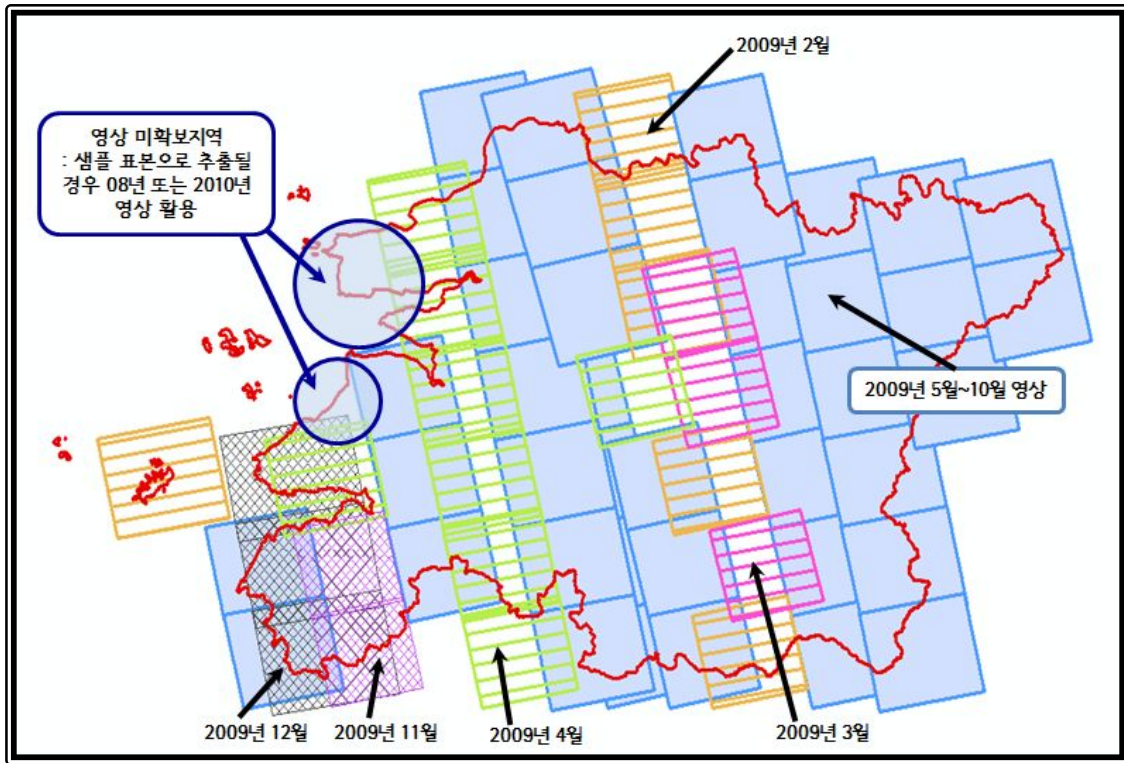 2009년 2월
영상 미확보지역
: 샘플 표본으로 추출될
경우 08년 또는 2010년
영상 활용
2009년 5월~10월 영상
2009년 12월
2009년 11월
2009년 4월
2009년 3월